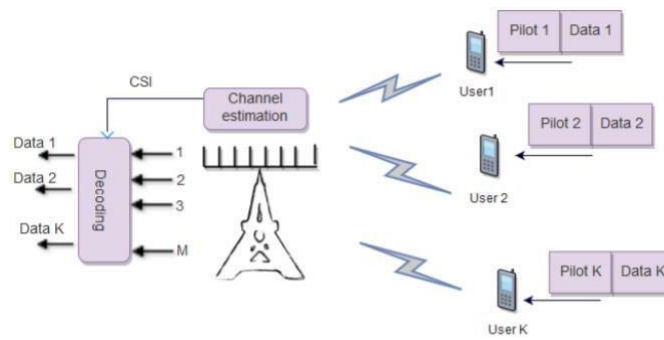 Pilot 1 Data 1
CSI
Channel
estimation
User1
Pilot 2 Data 2
Data 1
1
Data 2
Decoding
2
3
User 2
Data K
M
Pilot K Data K
User K